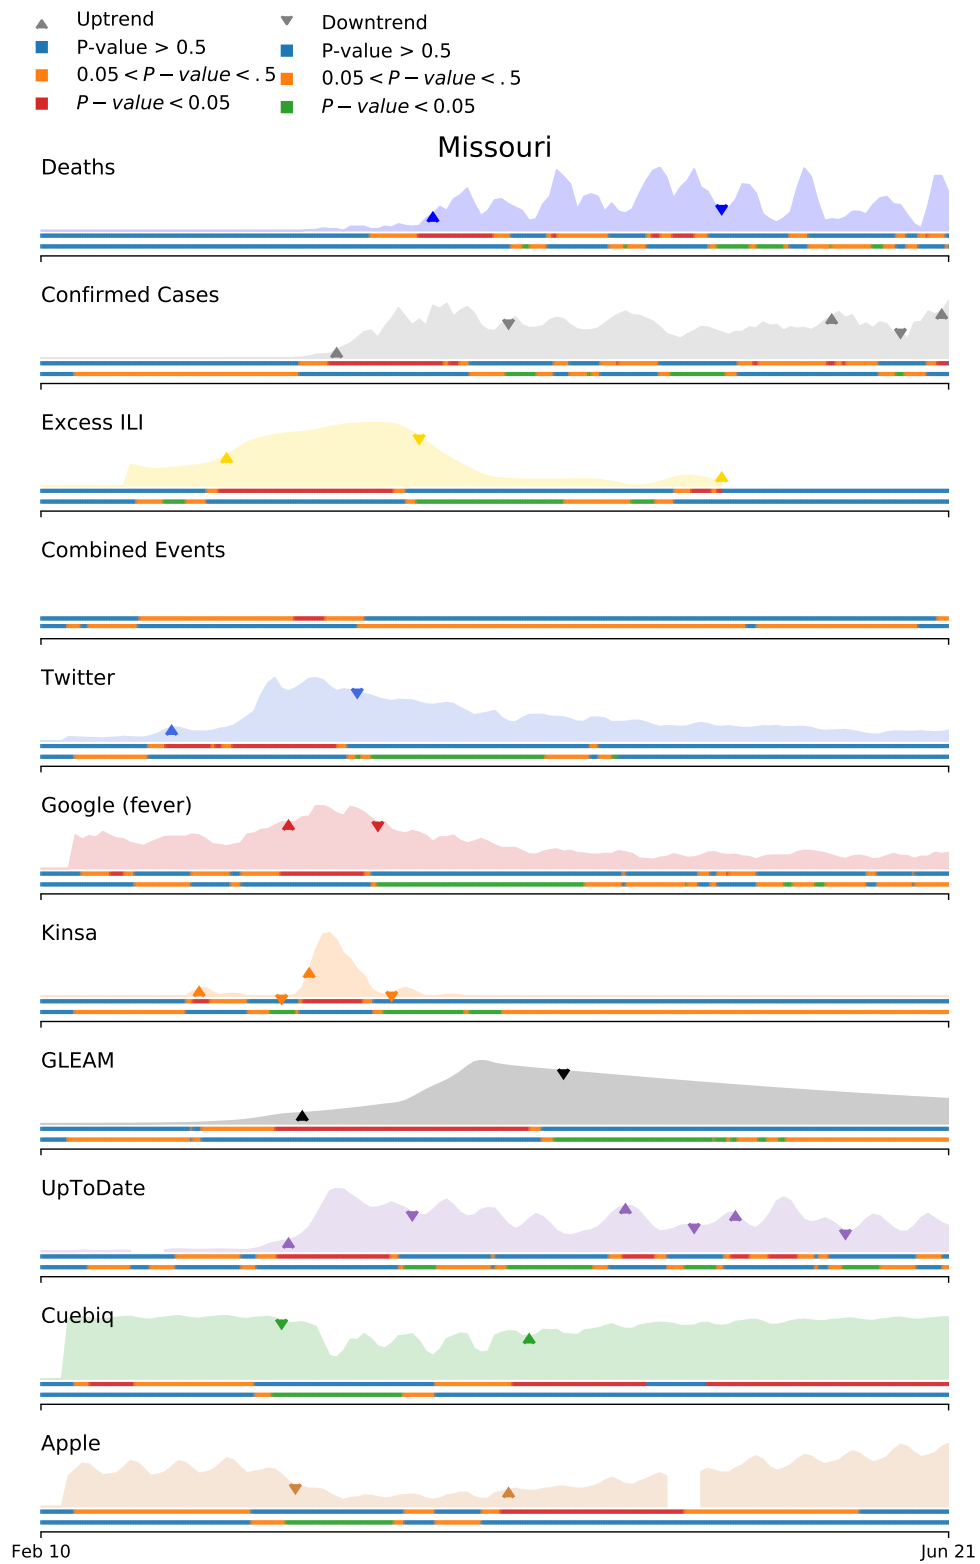 Uptrend
P-value > 0.5
0.05 < P − value < .5
P − value < 0.05
Downtrend
P-value > 0.5
0.05 < P − value < .5
P − value < 0.05
Missouri
Deaths
Confirmed Cases
Excess ILI
Combined Events
Twitter
Google (fever)
Kinsa
GLEAM
UpToDate
Cuebiq
Apple
Feb 10
Jun 21